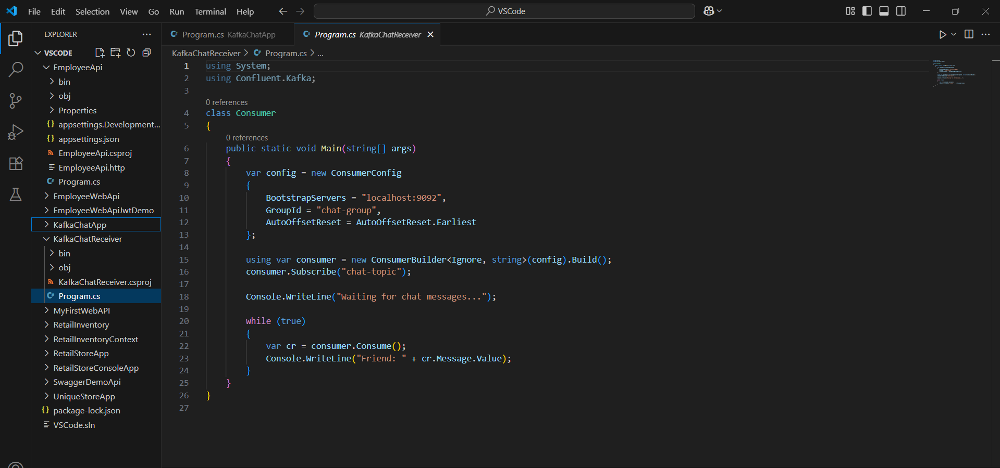 File Edit Selection View Go Run Terminal Help VSCode
EXPLORER
VSCODE
EmployeeApi
bin
obj
Properties
appsettings.Development...
appsettings.json
EmployeeApi.csproj
EmployeeApi.http
Program.cs
EmployeeWebApi
EmployeeWebApiJwtDemo
KafkaChatApp
KafkaChatReceiver
bin
obj
KafkaChatReceiver.csproj
Program.cs
MyFirstWebAPI
RetailInventory
RetailInventoryContext
RetailStoreApp
RetailStoreConsoleApp
SwaggerDemoApi
UniqueStoreApp
package-lock.json
VSCode.sln
Program.cs KafkaChatApp Program.cs KafkaChatReceiver
KafkaChatReceiver > Program.cs > ...
1 using System;
2 using Confluent.Kafka;
3
0 references
4 class Consumer
5 {
0 references
6 public static void Main(string[] args)
7 {
8 var config = new ConsumerConfig
9 {
10 BootstrapServers = "localhost:9092",
11 GroupId = "chat-group",
12 AutoOffsetReset = AutoOffsetReset.Earliest
13 };
14
15 using var consumer = new ConsumerBuilder<Ignore, string>(config).Build();
16 consumer.Subscribe("chat-topic");
17
18 Console.WriteLine("Waiting for chat messages...");
19
20 while (true)
21 {
22 var cr = consumer.Consume();
23 Console.WriteLine("Friend: " + cr.Message.Value);
24 }
25 }
26 }
27